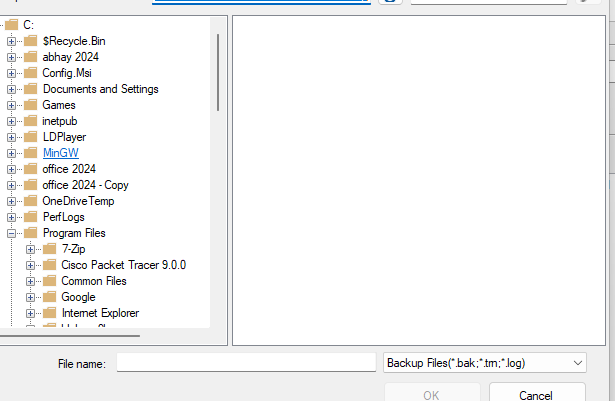 C:
$Recycle.Bin
abhay 2024
Config.Msi
Documents and Settings
Games
inetpub
LDPlayer
MinGW
office 2024
office 2024 - Copy
OneDriveTemp
PerfLogs
Program Files
7-Zip
Cisco Packet Tracer 9.0.0
Common Files
Google
Internet Explorer
File name:
Backup Files(*.bak;*.trn;*.log)
OK
Cancel